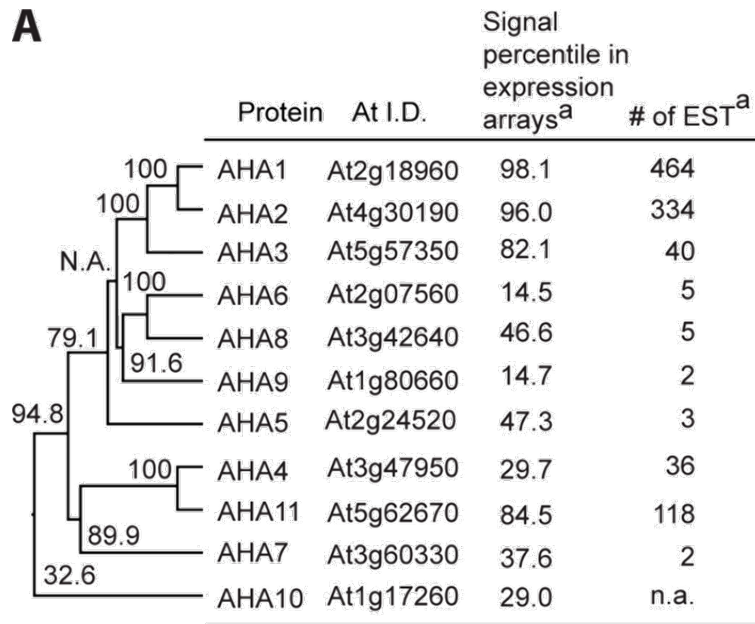 A
Signal
percentile in
expression
Protein At I.D. arraysa # of ESTa
100 AHA1 At2g18960 98.1 464
100 AHA2 At4g30190 96.0 334
AHA3 At5g57350 82.1 40
N.A.
100 AHA6 At2g07560 14.5 5
79.1 AHA8 At3g42640 46.6 5
91.6 AHA9 At1g80660 14.7 2
94.8 AHA5 At2g24520 47.3 3
100 AHA4 At3g47950 29.7 36
AHA11 At5g62670 84.5 118
89.9 AHA7 At3g60330 37.6 2
32.6
AHA10 At1g17260 29.0 n.a.